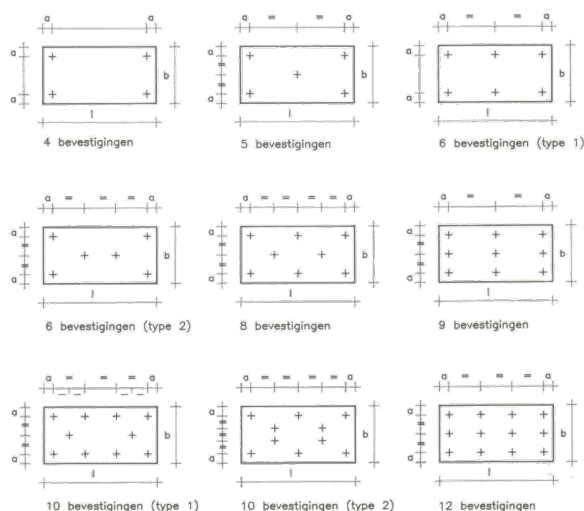 a a
a = = a
a = = a
a
a
b
a
=
=
a
b
a
a
b
l
l
l
4 bevestigingen
5 bevestigingen
6 bevestigingen (type 1)
a = = = a
a = = = = a
a = = a
a
=
=
a
b
a
=
=
a
b
a
=
=
a
b
l
l
l
6 bevestigingen (type 2)
8 bevestigingen
9 bevestigingen
a = = = a
a = = = = a
a = = = a
a
=
=
a
b
a
=
=
=
a
b
a
=
=
a
b
l
l
l
10 bevestigingen (type 1)
10 bevestigingen (type 2)
12 bevestigingen